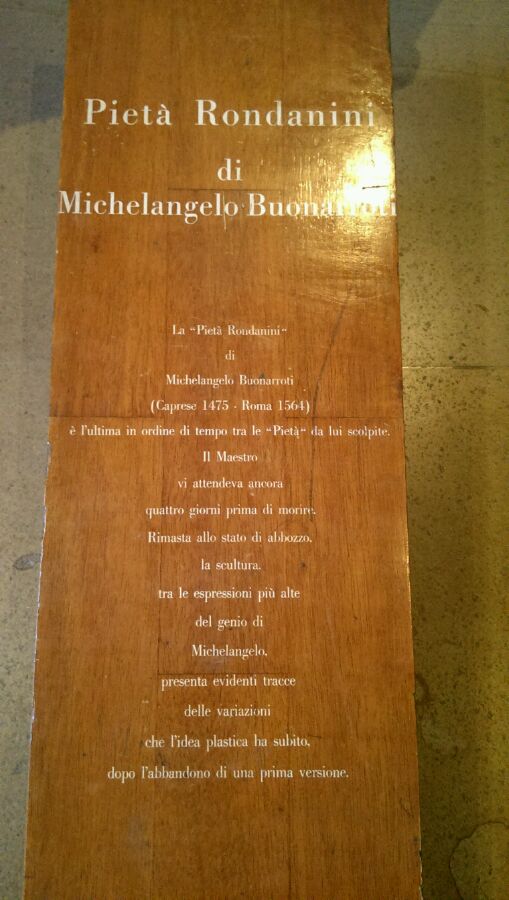 Pietà Rondanini
di
Michelangelo Buonarroti
La "Pietà Rondanini"
di
Michelangelo Buonarroti
(Caprese 1475 - Roma 1564)
è l'ultima in ordine di tempo tra le "Pietà" da lui scolpite.
Il Maestro
vi attendeva ancora
quattro giorni prima di morire.
Rimasta allo stato di abbozzo,
la scultura,
tra le espressioni più alte
del genio di
Michelangelo,
presenta evidenti tracce
delle variazioni
che l'idea plastica ha subito,
dopo l'abbandono di una prima versione.